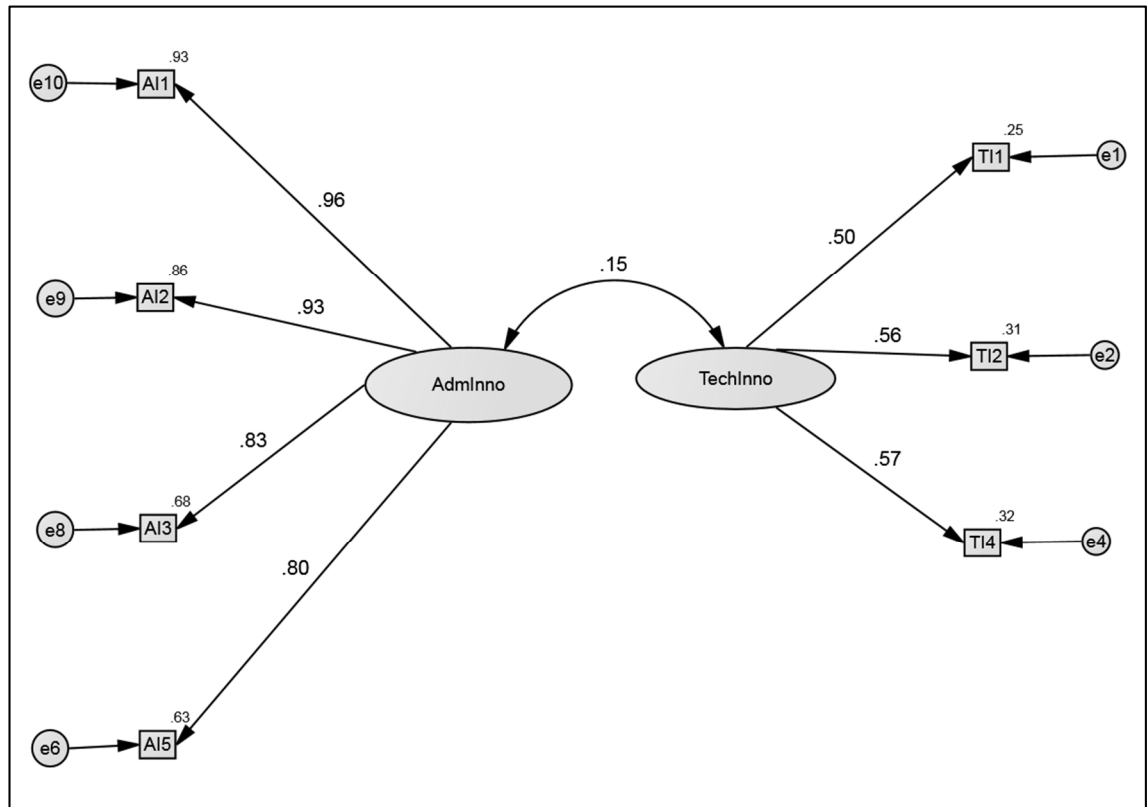 .93
e10
AI1
.25
TI1
e1
.96
.50
.86
e9
AI2
.93
.15
.31
.56
TI2
e2
AdmInno
TechInno
.83
.57
.68
e8
AI3
.32
TI4
e4
.80
.63
e6
AI5